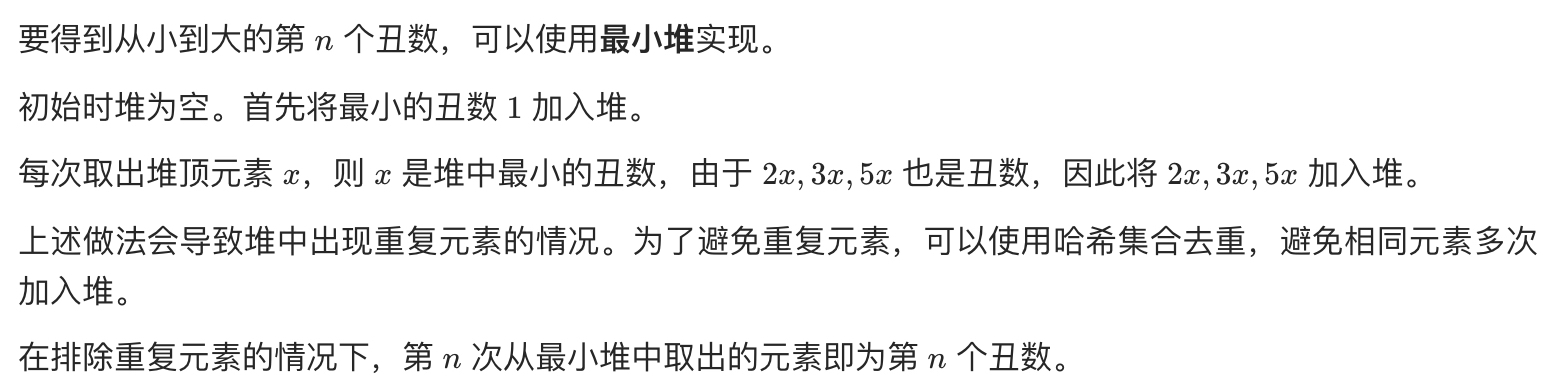 要得到从小到大的第 n 个丑数，可以使用最小堆实现。
初始时堆为空。首先将最小的丑数 1 加入堆。
每次取出堆顶元素 x，则 x 是堆中最小的丑数，由于 2x, 3x, 5x 也是丑数，因此将 2x, 3x, 5x 加入堆。
上述做法会导致堆中出现重复元素的情况。为了避免重复元素，可以使用哈希集合去重，避免相同元素多次
加入堆。
在排除重复元素的情况下，第 n 次从最小堆中取出的元素即为第 n 个丑数。